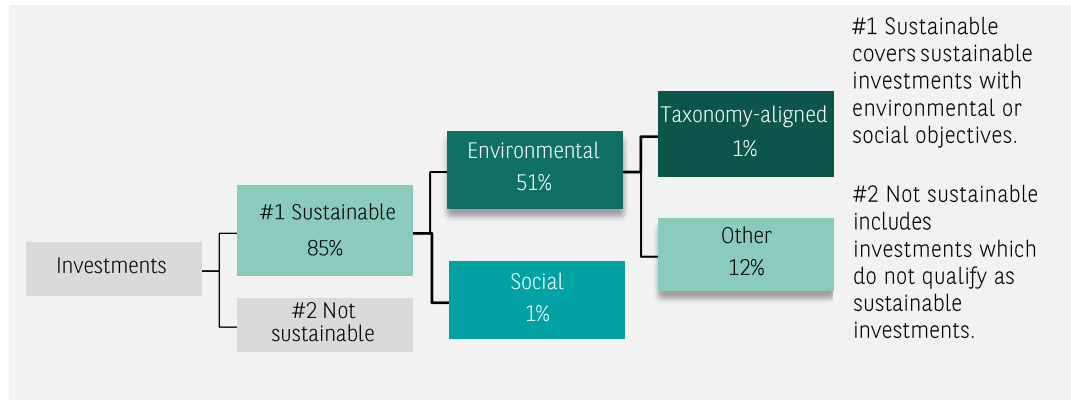 Investments
#1 Sustainable
85%
#2 Not
sustainable
Environmental
51%
Social
1%
Taxonomy-aligned
1%
Other
12%
#1 Sustainable
covers sustainable
investments with
environmental or
social objectives.
#2 Not sustainable
includes
investments which
do not qualify as
sustainable
investments.